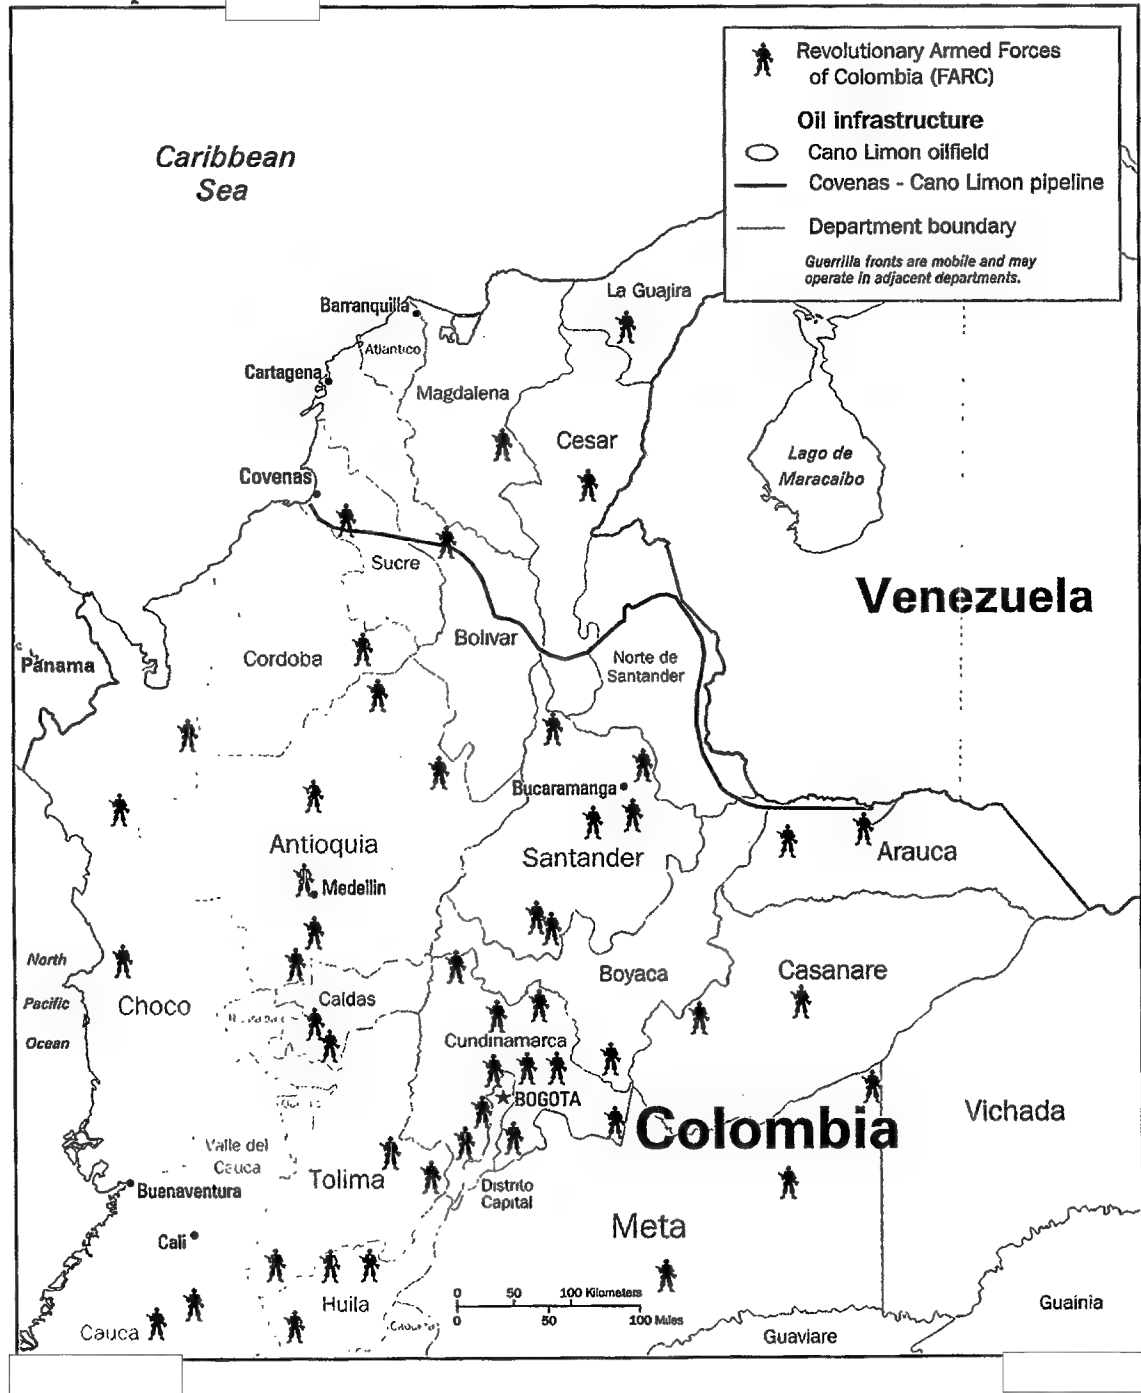 Revolutionary Armed Forces
of Colombia (FARC)
Oil infrastructure
Cano Limon oilfield
Covenas - Cano Limon pipeline
Department boundary
Guerrilla fronts are mobile and may
operate in adjacent departments.
Caribbean
Sea
La Guajira
Barranquilla
Atlantico
Cartagena
Magdalena
Cesar
Lago de
Maracaibo
Covenas
Sucre
Venezuela
Bolivar
Cordoba
Norte de
Santander
Panama
Bucaramanga
Antioquia
Santander
Arauca
Medellin
North
Pacific
Ocean
Choco
Caldas
Boyaca
Casanare
Cundinamarca
BOGOTA
Colombia
Vichada
Valle del
Cauca
Tolima
Distrito
Capital
Buenaventura
Meta
Cali
Huila
Cauca
0 50 100 Kilometers
0 50 100 Miles
Guainia
Guaviare